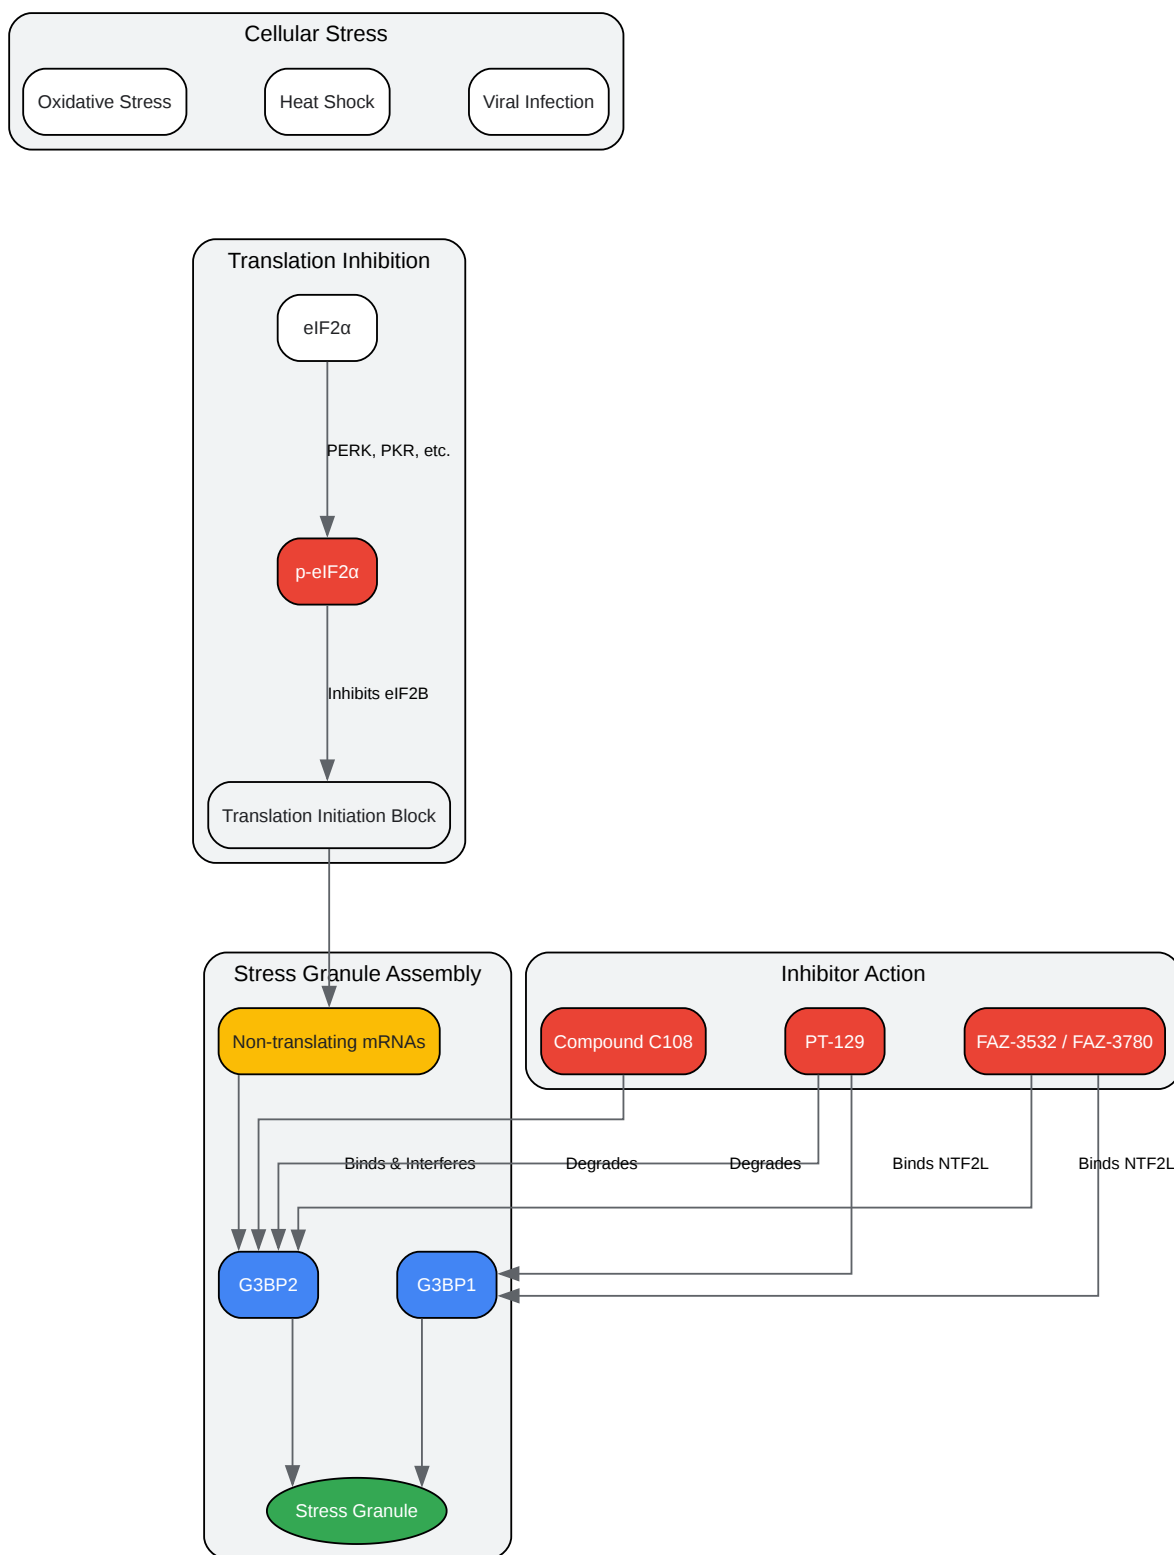 Cellular Stress
Oxidative Stress
Heat Shock
Viral Infection
Translation Inhibition
eIF2α
PERK, PKR, etc.
p-eIF2α
Inhibits eIF2B
Translation Initiation Block
Stress Granule Assembly
Inhibitor Action
Non-translating mRNAs
Compound C108
PT-129
FAZ-3532 / FAZ-3780
Binds & Interferes
Degrades
Degrades
Binds NTF2L
Binds NTF2L
G3BP2
G3BP1
Stress Granule